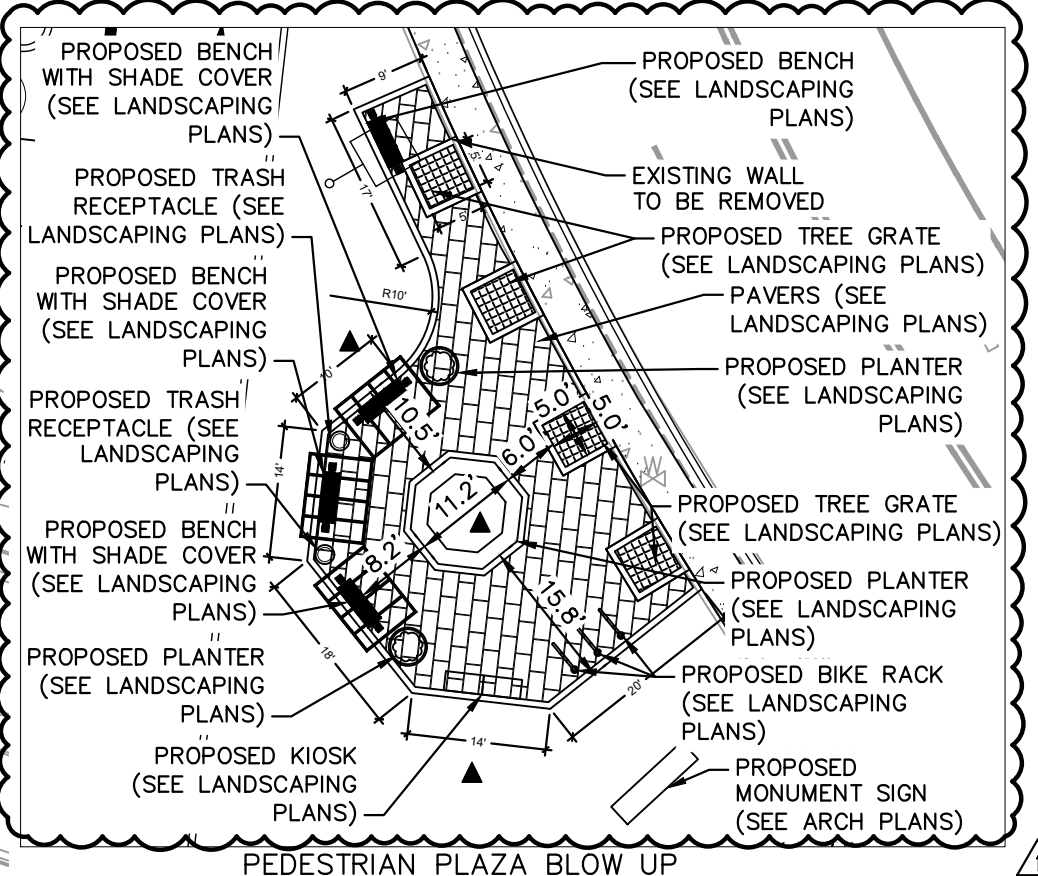 PROPOSED BENCH
WITH SHADE COVER
(SEE LANDSCAPING
PLANS)
PROPOSED TRASH
RECEPTACLE (SEE
LANDSCAPING PLANS)
PROPOSED BENCH
WITH SHADE COVER
(SEE LANDSCAPING
PLANS)
PROPOSED TRASH
RECEPTACLE (SEE
LANDSCAPING
PLANS)
PROPOSED BENCH
WITH SHADE COVER
(SEE LANDSCAPING
PLANS)
PROPOSED PLANTER
(SEE LANDSCAPING
PLANS)
PROPOSED KIOSK
(SEE LANDSCAPING
PLANS)
9'
17'
5'
5'
R10'
10'
14'
18'
14'
20'
10.5'
11.2'
8.2'
6.0'
5.0'
5.0'
15.8'
W
PROPOSED BENCH
(SEE LANDSCAPING
PLANS)
EXISTING WALL
TO BE REMOVED
PROPOSED TREE GRATE
(SEE LANDSCAPING PLANS)
PAVERS (SEE
LANDSCAPING PLANS)
PROPOSED PLANTER
(SEE LANDSCAPING
PLANS)
PROPOSED TREE GRATE
(SEE LANDSCAPING PLANS)
PROPOSED PLANTER
(SEE LANDSCAPING
PLANS)
PROPOSED BIKE RACK
(SEE LANDSCAPING
PLANS)
PROPOSED
MONUMENT SIGN
(SEE ARCH PLANS)
PEDESTRIAN PLAZA BLOW UP